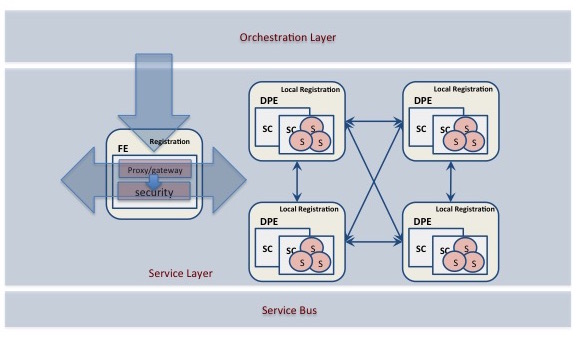 Orchestration Layer
Local Registration
DPE
SC
SC
S
S
S
Local Registration
DPE
SC
SC
S
S
S
Registration
FE
Proxy/gateway
security
Local Registration
DPE
SC
SC
S
S
S
Local Registration
DPE
SC
SC
S
S
S
Service Layer
Service Bus